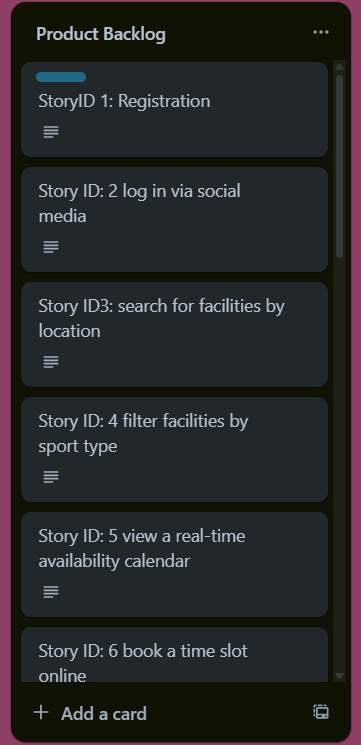 Product Backlog
StoryID 1: Registration
Story ID: 2 log in via social
media
Story ID3: search for facilities by
location
Story ID: 4 filter facilities by
sport type
Story ID: 5 view a real-time
availability calendar
Story ID: 6 book a time slot
online
Add a card